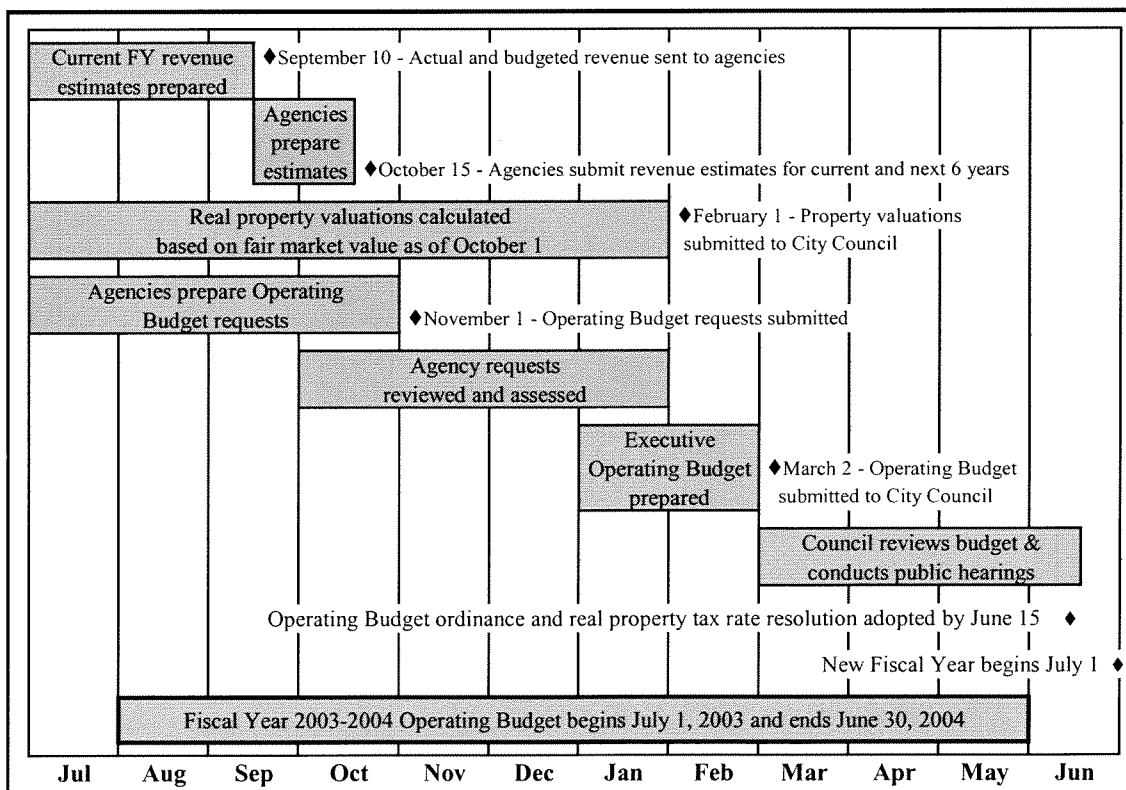 Current FY revenue
estimates prepared
♦September 10 - Actual and budgeted revenue sent to agencies
Agencies
prepare
estimates
♦October 15 - Agencies submit revenue estimates for current and next 6 years
Real property valuations calculated
based on fair market value as of October 1
♦February 1 - Property valuations
submitted to City Council
Agencies prepare Operating
Budget requests
♦November 1 - Operating Budget requests submitted
Agency requests
reviewed and assessed
Executive
Operating Budget
prepared
♦March 2 - Operating Budget
submitted to City Council
Council reviews budget &
conducts public hearings
Operating Budget ordinance and real property tax rate resolution adopted by June 15 ♦
New Fiscal Year begins July 1 ♦
Fiscal Year 2003-2004 Operating Budget begins July 1, 2003 and ends June 30, 2004
Jul Aug Sep Oct Nov Dec Jan Feb Mar Apr May Jun